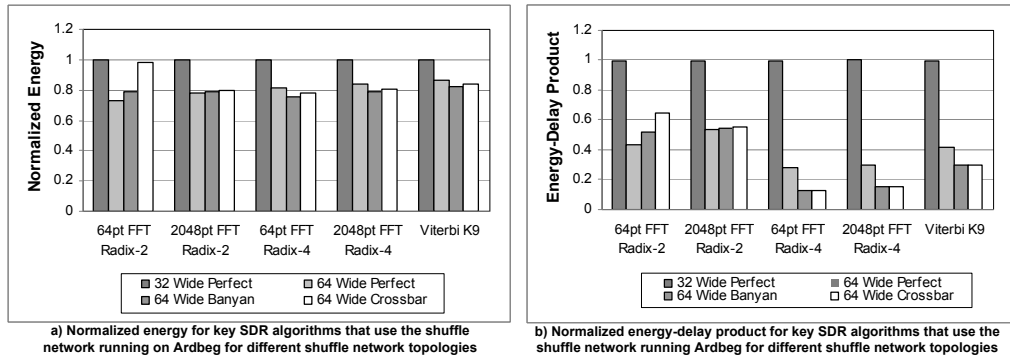 Normalized Energy
1.2
1
0.8
0.6
0.4
0.2
0
64pt FFT Radix-2
2048pt FFT Radix-2
64pt FFT Radix-4
2048pt FFT Radix-4
Viterbi K9
32 Wide Perfect
64 Wide Perfect
64 Wide Banyan
64 Wide Crossbar
a) Normalized energy for key SDR algorithms that use the shuffle
network running on Ardbeg for different shuffle network topologies
Energy-Delay Product
1.2
1
0.8
0.6
0.4
0.2
0
64pt FFT Radix-2
2048pt FFT Radix-2
64pt FFT Radix-4
2048pt FFT Radix-4
Viterbi K9
32 Wide Perfect
64 Wide Perfect
64 Wide Banyan
64 Wide Crossbar
b) Normalized energy-delay product for key SDR algorithms that use the
shuffle network running Ardbeg for different shuffle network topologies